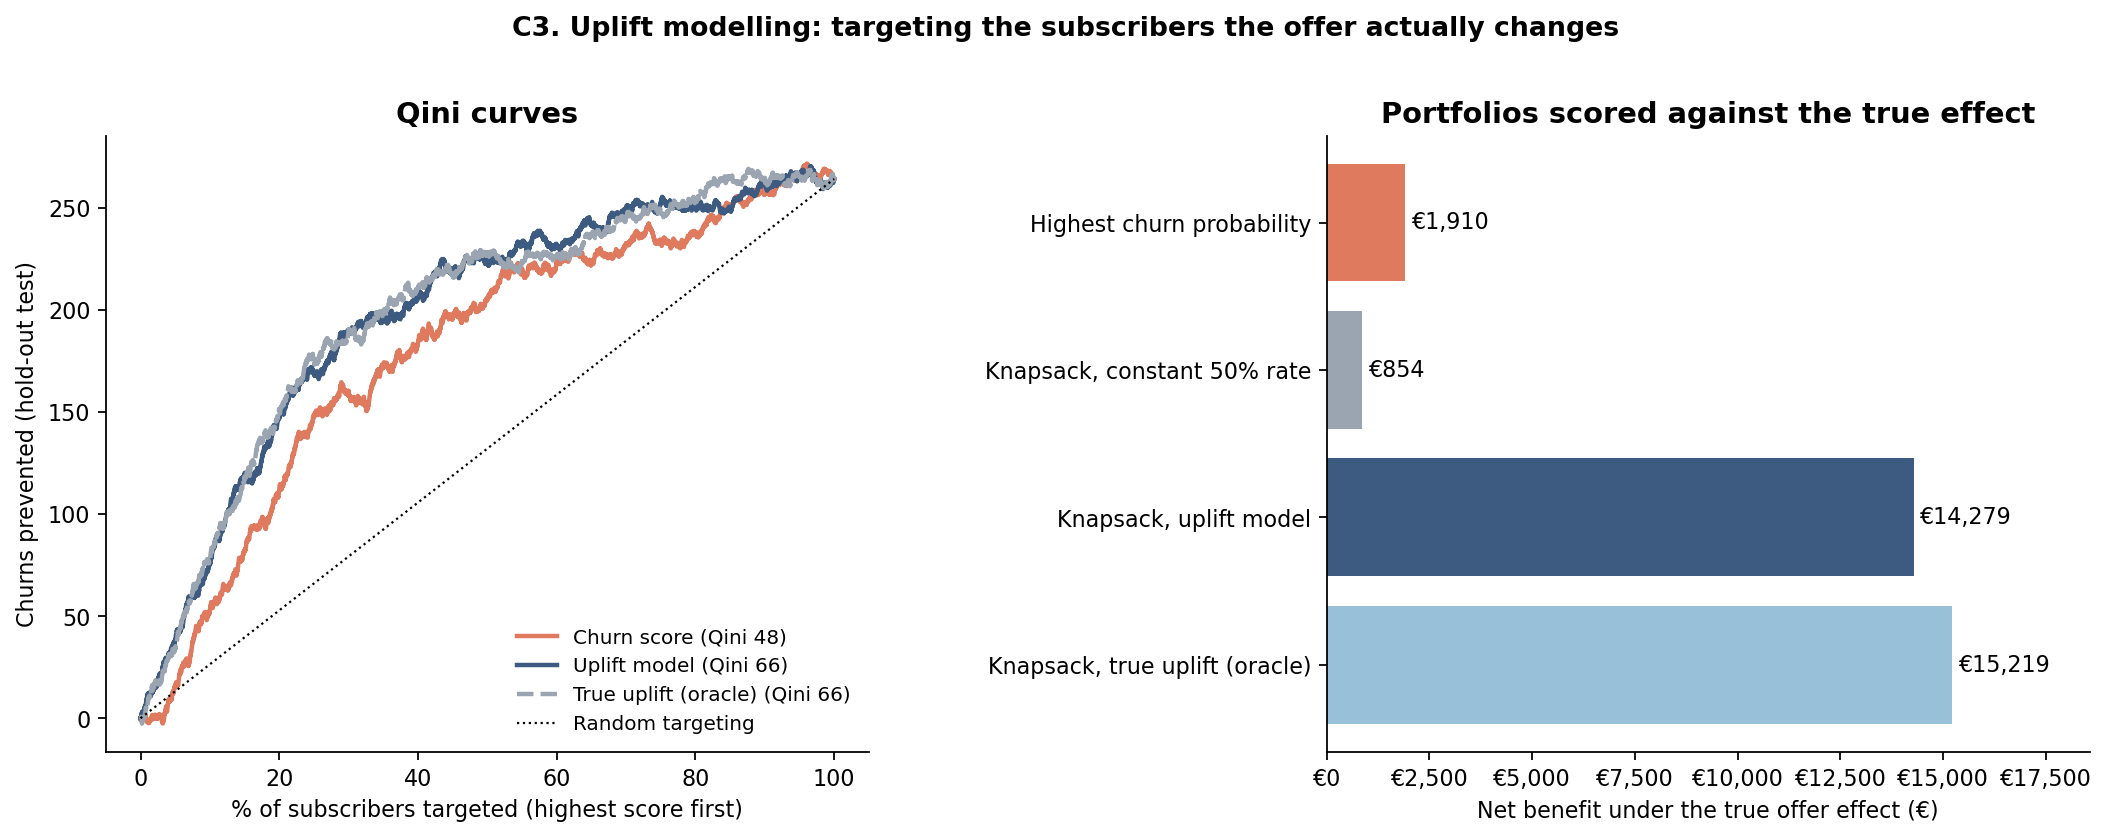 C3. Uplift modelling: targeting the subscribers the offer actually changes
Qini curves
Churns prevented (hold-out test)
250
200
150
100
50
0
0 20 40 60 80 100
% of subscribers targeted (highest score first)
Churn score (Qini 48)
Uplift model (Qini 66)
True uplift (oracle) (Qini 66)
Random targeting
Portfolios scored against the true effect
Highest churn probability €1,910
Knapsack, constant 50% rate €854
Knapsack, uplift model €14,279
Knapsack, true uplift (oracle) €15,219
€0 €2,500 €5,000 €7,500 €10,000 €12,500 €15,000 €17,500
Net benefit under the true offer effect (€)